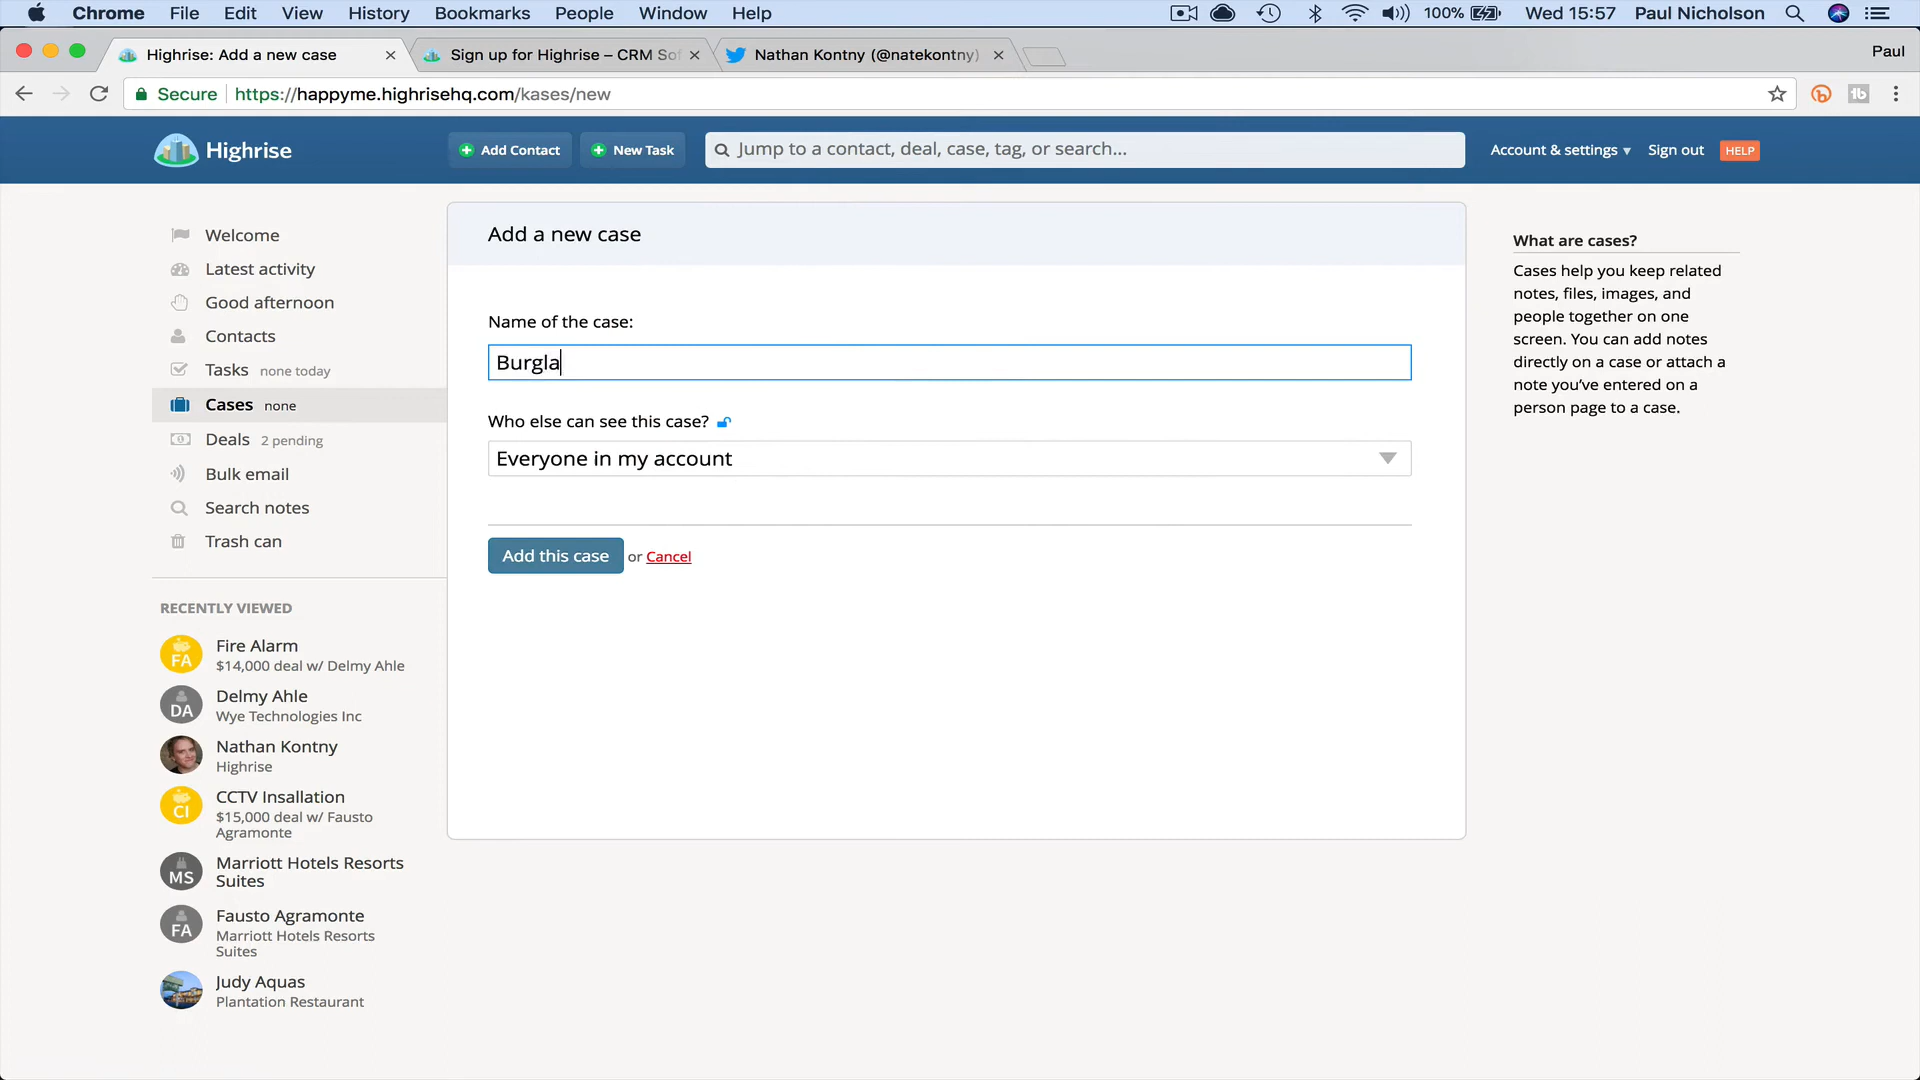 Chrome File Edit View History Bookmarks People Window Help 100% Wed 15:57 Paul Nicholson
Highrise: Add a new case Sign up for Highrise – CRM Sof Nathan Kontny (@natekontny) Paul
Secure https://happyme.highrisehq.com/kases/new
Highrise Add Contact New Task Jump to a contact, deal, case, tag, or search... Account & settings Sign out HELP
Welcome
Latest activity
Good afternoon
Contacts
Tasks none today
Cases none
Deals 2 pending
Bulk email
Search notes
Trash can
RECENTLY VIEWED
FA
Fire Alarm
$14,000 deal w/ Delmy Ahle
DA
Delmy Ahle
Wye Technologies Inc
Nathan Kontny
Highrise
CI
CCTV Insallation
$15,000 deal w/ Fausto
Agramonte
MS
Marriott Hotels Resorts
Suites
FA
Fausto Agramonte
Marriott Hotels Resorts
Suites
Judy Aquas
Plantation Restaurant
Add a new case
Name of the case:
Burgla
Who else can see this case?
Everyone in my account
Add this case or Cancel
What are cases?
Cases help you keep related
notes, files, images, and
people together on one
screen. You can add notes
directly on a case or attach a
note you’ve entered on a
person page to a case.